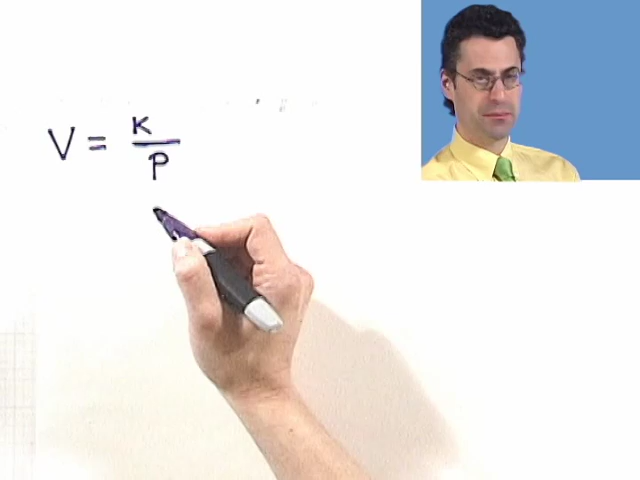 V = K/P